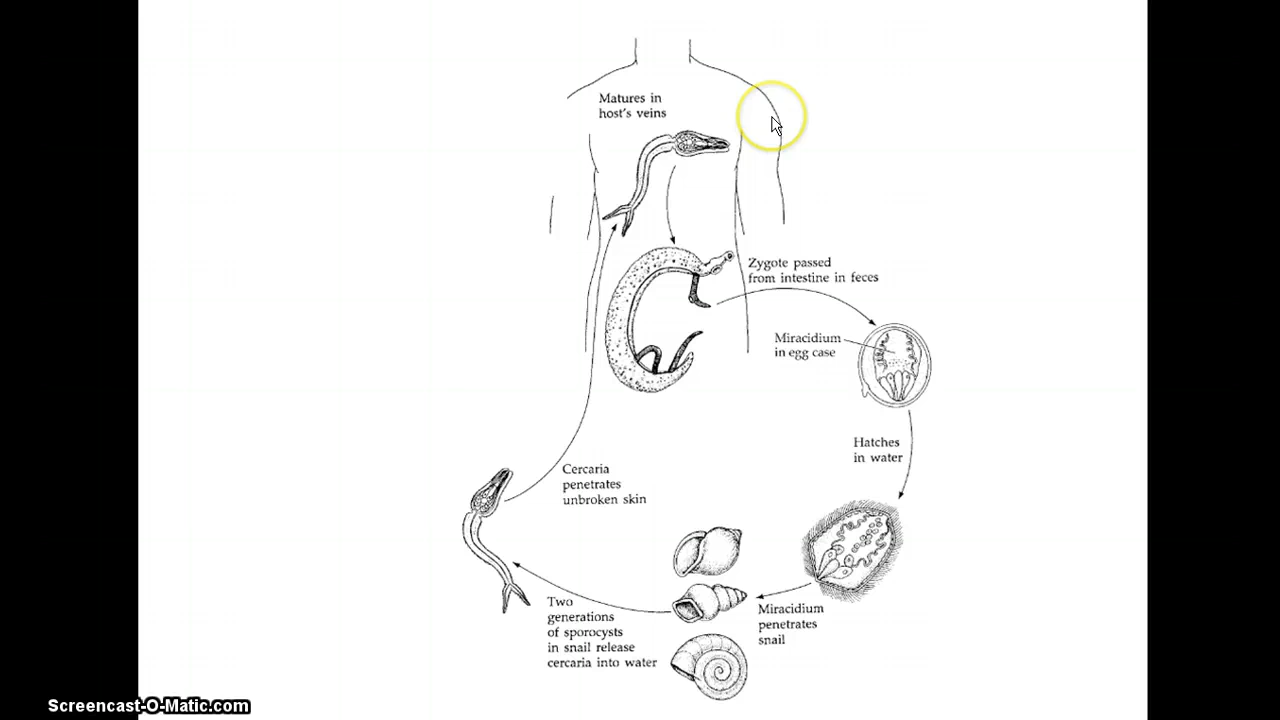 Matures in
host's veins
Zygote passed
from intestine in feces
Miracidium
in egg case
Hatches
in water
Cercaria
penetrates
unbroken skin
Miracidium
penetrates
snail
Two
generations
of sporocysts
in snail release
cercaria into water
Screencast-O-Matic.com